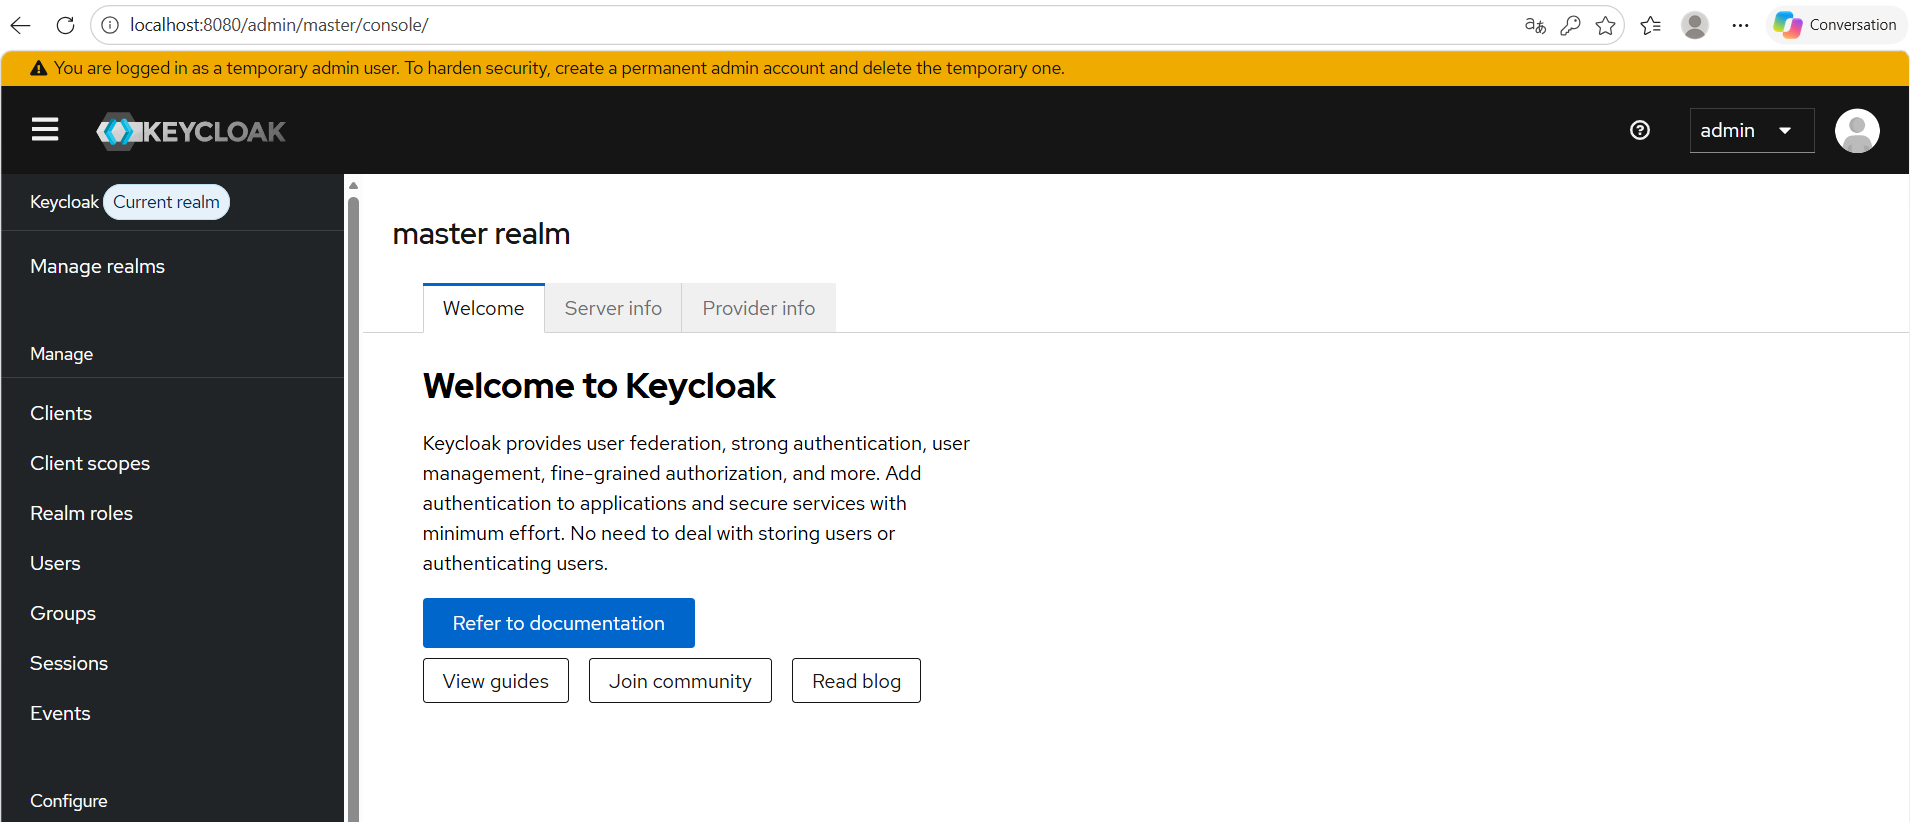 localhost:8080/admin/master/console/
Conversation
You are logged in as a temporary admin user. To harden security, create a permanent admin account and delete the temporary one.
KEYCLOAK
admin
Keycloak Current realm
Manage realms
Manage
Clients
Client scopes
Realm roles
Users
Groups
Sessions
Events
Configure
master realm
Welcome Server info Provider info
Welcome to Keycloak
Keycloak provides user federation, strong authentication, user
management, fine-grained authorization, and more. Add
authentication to applications and secure services with
minimum effort. No need to deal with storing users or
authenticating users.
Refer to documentation
View guides Join community Read blog